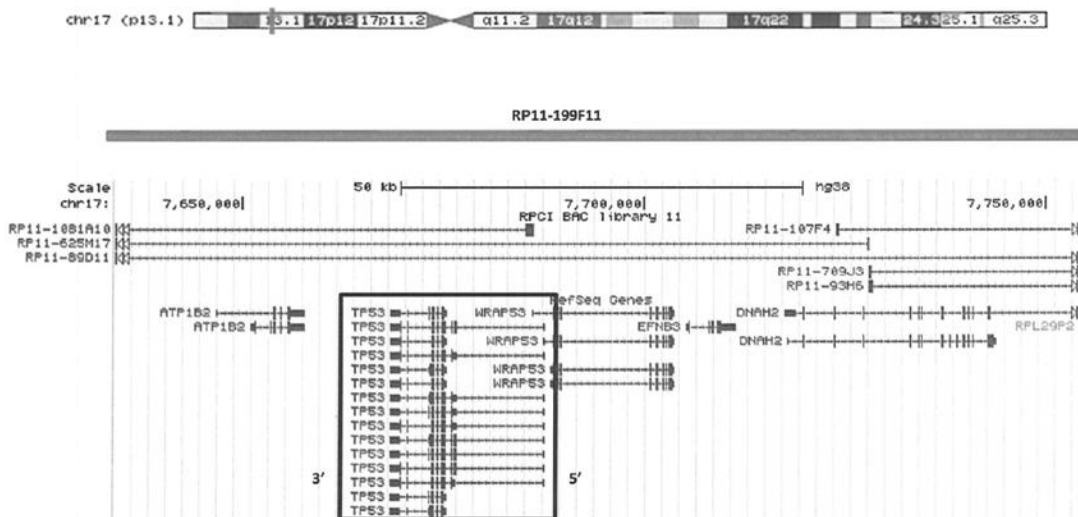 chr17 (p13.1) 13.1 17p12 17p11.2 q11.2 17q12 17q22 24.3 25.1 q25.3
RP11-199F11
Scale 50 kb hg38
chr17: 7,650,000 7,700,000 7,750,000
RPCI BAC library 11
RP11-1081A10 RP11-107F4
RP11-625M17
RP11-89D11
RP11-709J3
RP11-93H6
RefSeq Genes
ATP1B2 TP53 WRAP53 DNAH2
ATP1B2 TP53 EFNB3 RPL29P2
TP53 WRAP53 DNAH2
TP53
TP53 WRAP53
TP53 WRAP53
TP53
TP53
TP53
TP53
TP53
3' TP53 5'
TP53
TP53
TP53